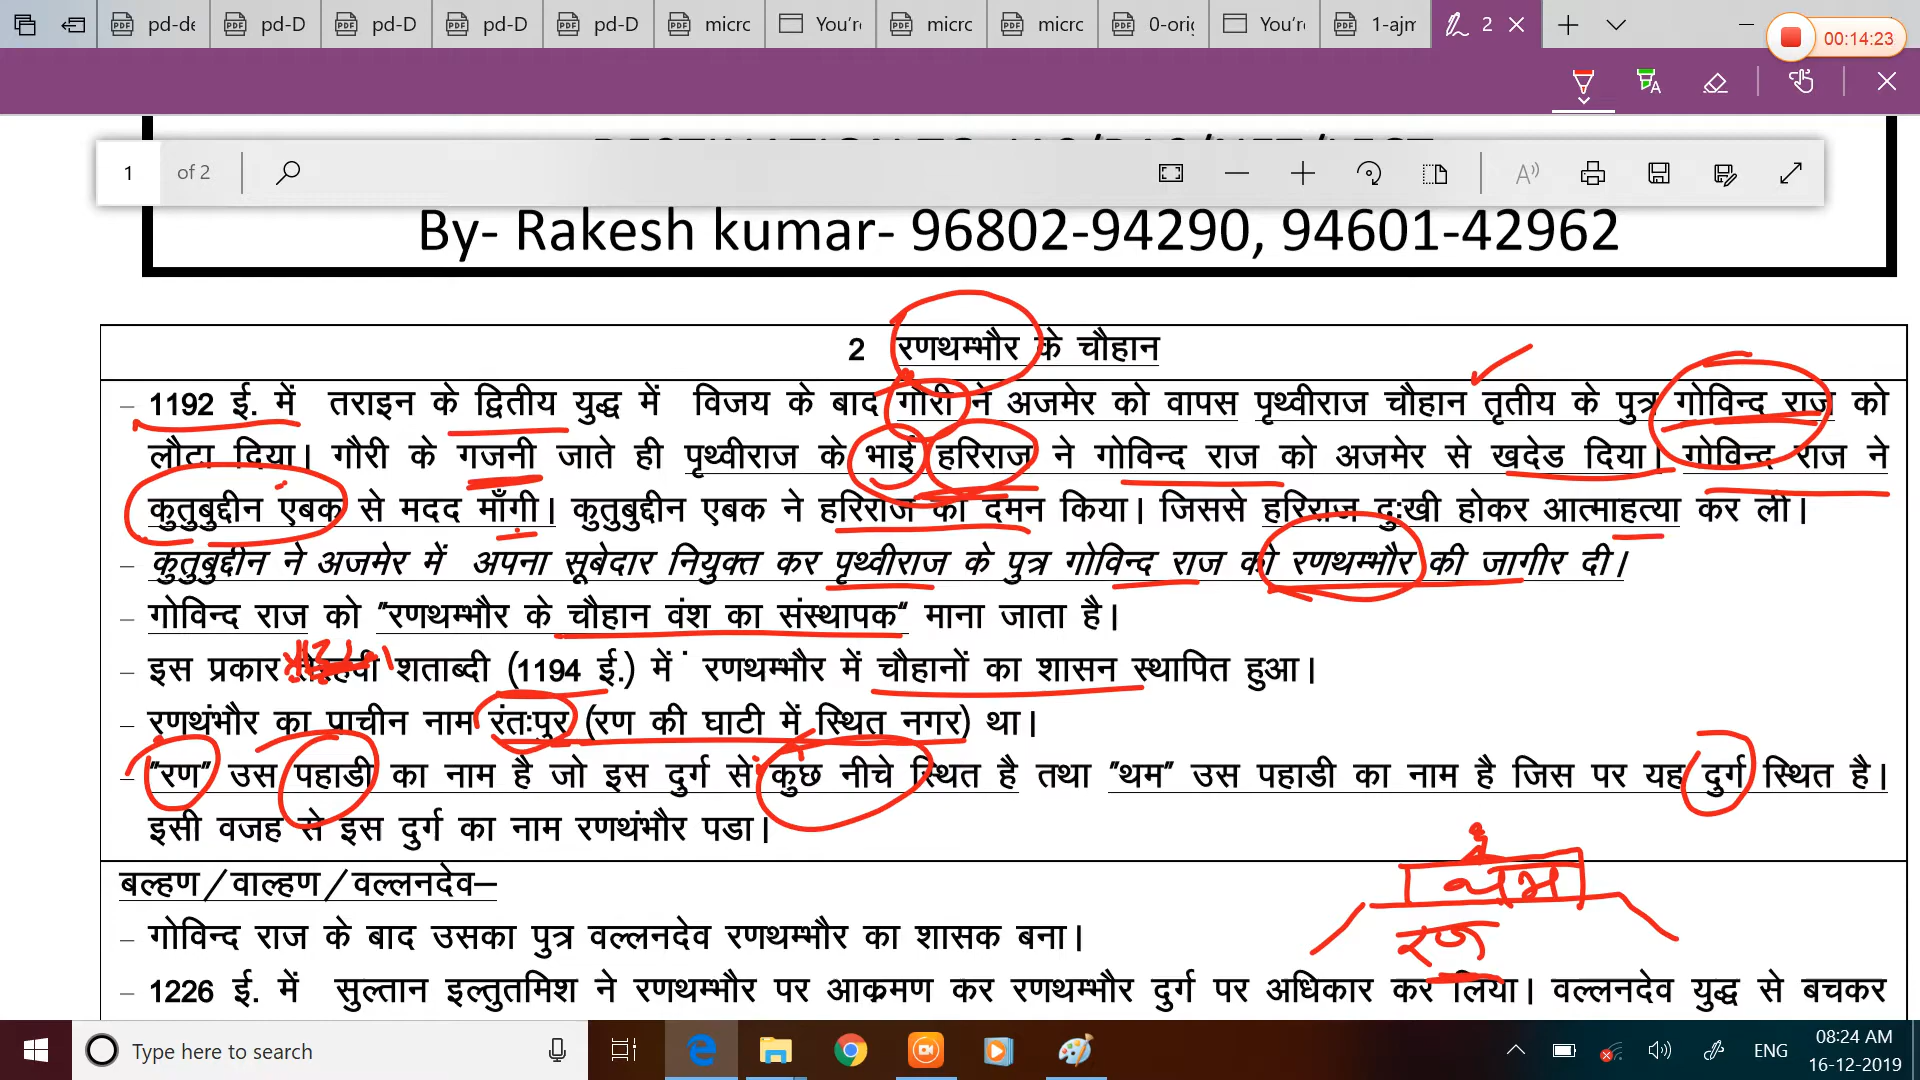 pd-de pd-D pd-D pd-D pd-D micrc You'r micrc micrc 0-orig You'r 1-ajm 2
00:14:23
1 of 2
By- Rakesh kumar- 96802-94290, 94601-42962
2 रणथम्भौर के चौहान
– 1192 ई. में तराइन के द्वितीय युद्ध में विजय के बाद गौरी ने अजमेर को वापस पृथ्वीराज चौहान तृतीय के पुत्र गोविन्द राज को
लौटा दिया। गौरी के गजनी जाते ही पृथ्वीराज के भाई हरिराज ने गोविन्द राज को अजमेर से खदेड दिया। गोविन्द राज ने
कुतुबुद्दीन एबक से मदद माँगी। कुतुबुद्दीन एबक ने हरिराज का दमन किया। जिससे हरिराज दुःखी होकर आत्माहत्या कर ली।
– कुतुबुद्दीन ने अजमेर में अपना सूबेदार नियुक्त कर पृथ्वीराज के पुत्र गोविन्द राज को रणथम्भौर की जागीर दी।
– गोविन्द राज को "रणथम्भौर के चौहान वंश का संस्थापक" माना जाता है।
– इस प्रकार शताब्दी (1194 ई.) में रणथम्भौर में चौहानों का शासन स्थापित हुआ।
– रणथंभौर का प्राचीन नाम रंतःपुर (रण की घाटी में स्थित नगर) था।
– "रण" उस पहाडी का नाम है जो इस दुर्ग से कुछ नीचे स्थित है तथा "थम" उस पहाडी का नाम है जिस पर यह दुर्ग स्थित है।
इसी वजह से इस दुर्ग का नाम रणथंभौर पडा।
थम
बल्हण/वाल्हण/वल्लनदेव–
रण
– गोविन्द राज के बाद उसका पुत्र वल्लनदेव रणथम्भौर का शासक बना।
– 1226 ई. में सुल्तान इल्तुतमिश ने रणथम्भौर पर आक्रमण कर रणथम्भौर दुर्ग पर अधिकार कर लिया। वल्लनदेव युद्ध से बचकर
Type here to search
ENG
08:24 AM
16-12-2019